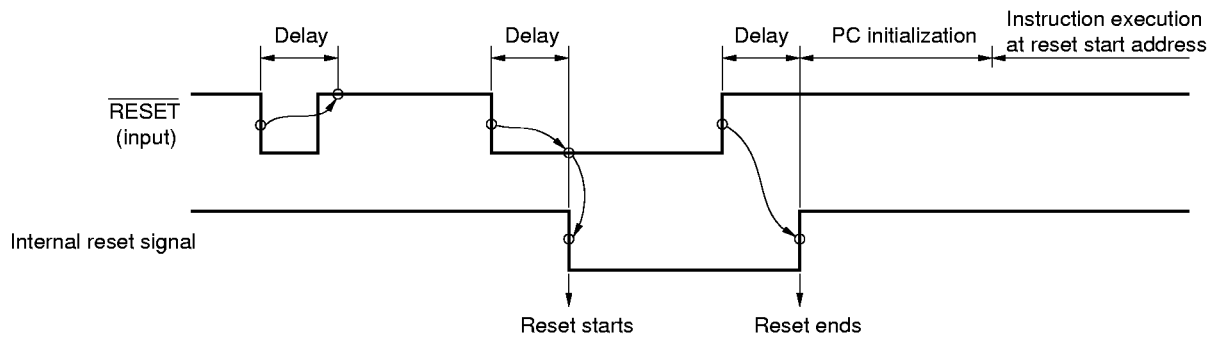 Delay
Delay
Delay
PC initialization
Instruction execution
at reset start address
RESET
(input)
Internal reset signal
Reset starts
Reset ends